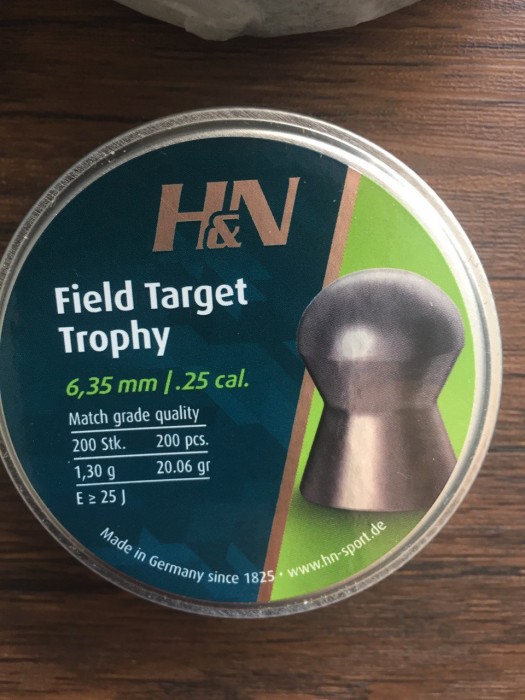 H&N
Field Target
Trophy
6,35 mm / .25 cal.
Match grade quality
200 Stk. 200 pcs.
1,30 g 20.06 gr
E ≥ 25 J
Made in Germany since 1825 · www.hn-sport.de